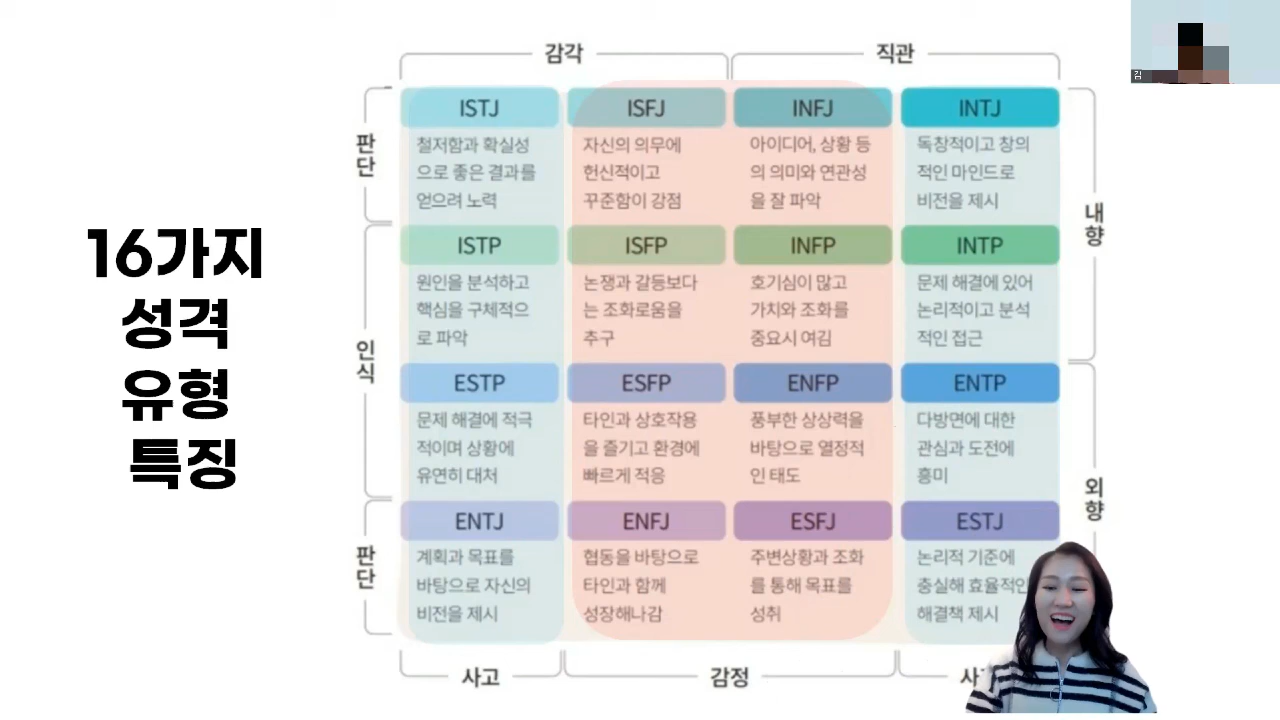 16가지
성격
유형
특징
감각
직관
판단
인식
판단
내향
외향
ISTJ
철저함과 확실성
으로 좋은 결과를
얻으려 노력
ISFJ
자신의 의무에
헌신적이고
꾸준함이 강점
INFJ
아이디어, 상황 등
의 의미와 연관성
을 잘 파악
INTJ
독창적이고 창의
적인 마인드로
비전을 제시
ISTP
원인을 분석하고
핵심을 구체적으
로 파악
ISFP
논쟁과 갈등보다
는 조화로움을
추구
INFP
호기심이 많고
가치와 조화를
중요시 여김
INTP
문제 해결에 있어
논리적이고 분석
적인 접근
ESTP
문제 해결에 적극
적이며 상황에
유연히 대처
ESFP
타인과 상호작용
을 즐기고 환경에
빠르게 적응
ENFP
풍부한 상상력을
바탕으로 열정적
인 태도
ENTP
다방면에 대한
관심과 도전에
흥미
ENTJ
계획과 목표를
바탕으로 자신의
비전을 제시
ENFJ
협동을 바탕으로
타인과 함께
성장해나감
ESFJ
주변상황과 조화
를 통해 목표를
성취
ESTJ
논리적 기준에
충실해 효율적인
해결책 제시
사고
감정
김